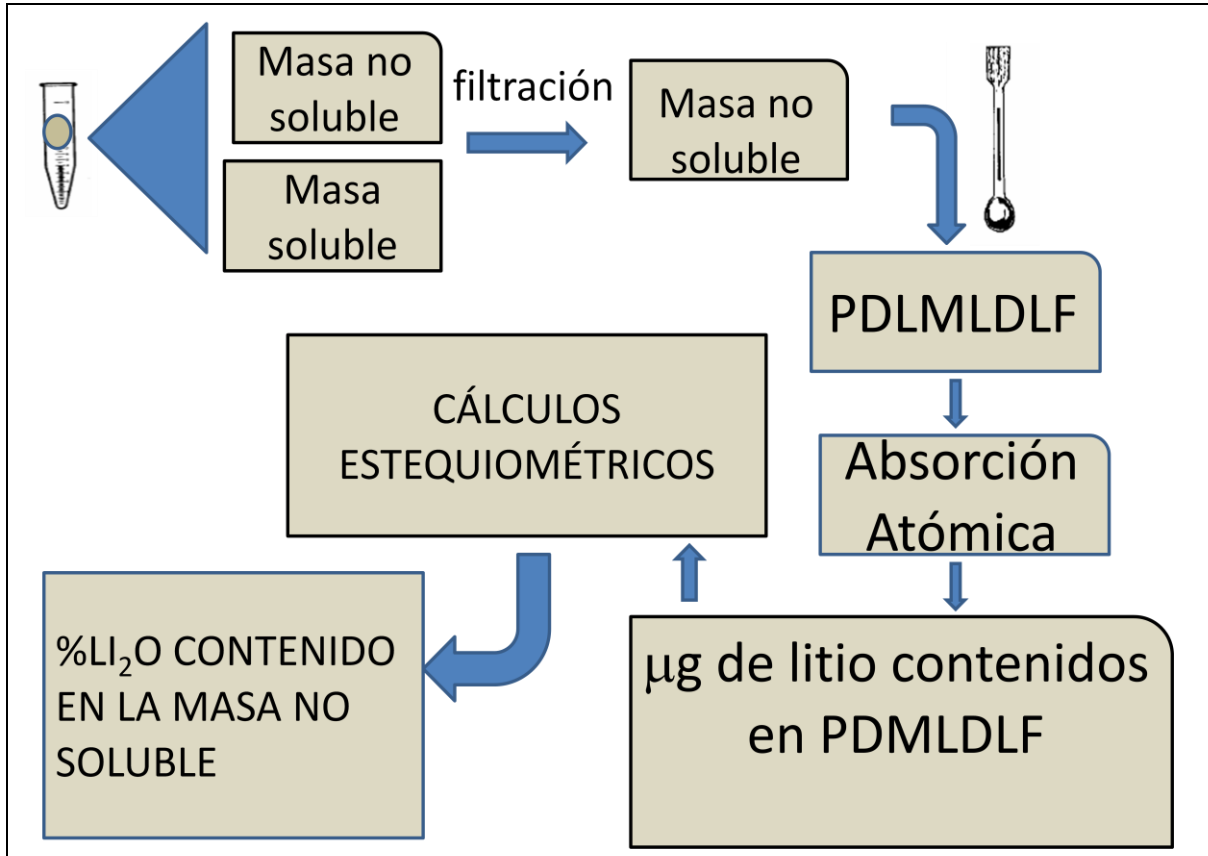 Masa no
soluble
filtración
Masa no
soluble
Masa
soluble
PDLMLDLF
CÁLCULOS
ESTEQUIOMÉTRICOS
Absorción
Atómica
%LI₂O CONTENIDO
EN LA MASA NO
SOLUBLE
μg de litio contenidos
en PDMLDLF